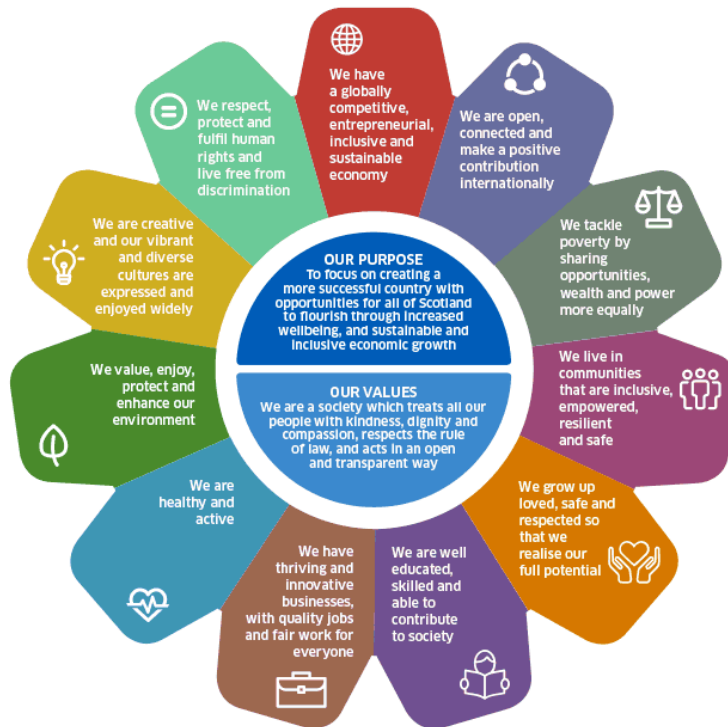 We have
a globally
competitive,
entrepreneurial,
inclusive and
sustainable
economy
We are open,
connected and
make a positive
contribution
internationally
We tackle
poverty by
sharing
opportunities,
wealth and power
more equally
We live in
communities
that are inclusive,
empowered,
resilient
and safe
We grow up
loved, safe and
respected so
that we
realise our
full potential
We are well
educated,
skilled and
able to
contribute
to society
We have
thriving and
innovative
businesses,
with quality jobs
and fair work for
everyone
We are
healthy and
active
We value, enjoy,
protect and
enhance our
environment
We are creative
and our vibrant
and diverse
cultures are
expressed and
enjoyed widely
We respect,
protect and
fulfil human
rights and
live free from
discrimination
OUR PURPOSE
To focus on creating a
more successful country with
opportunities for all of Scotland
to flourish through increased
wellbeing, and sustainable and
inclusive economic growth
OUR VALUES
We are a society which treats all our
people with kindness, dignity and
compassion, respects the rule
of law, and acts in an open
and transparent way